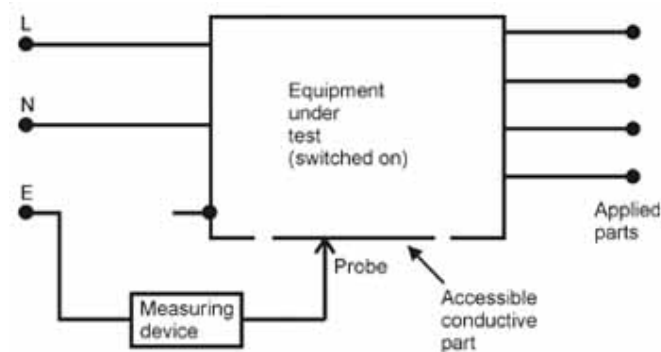 L
N
E
Equipment
under
test
(switched on)
Applied
parts
Probe
Measuring
device
Accessible
conductive
part